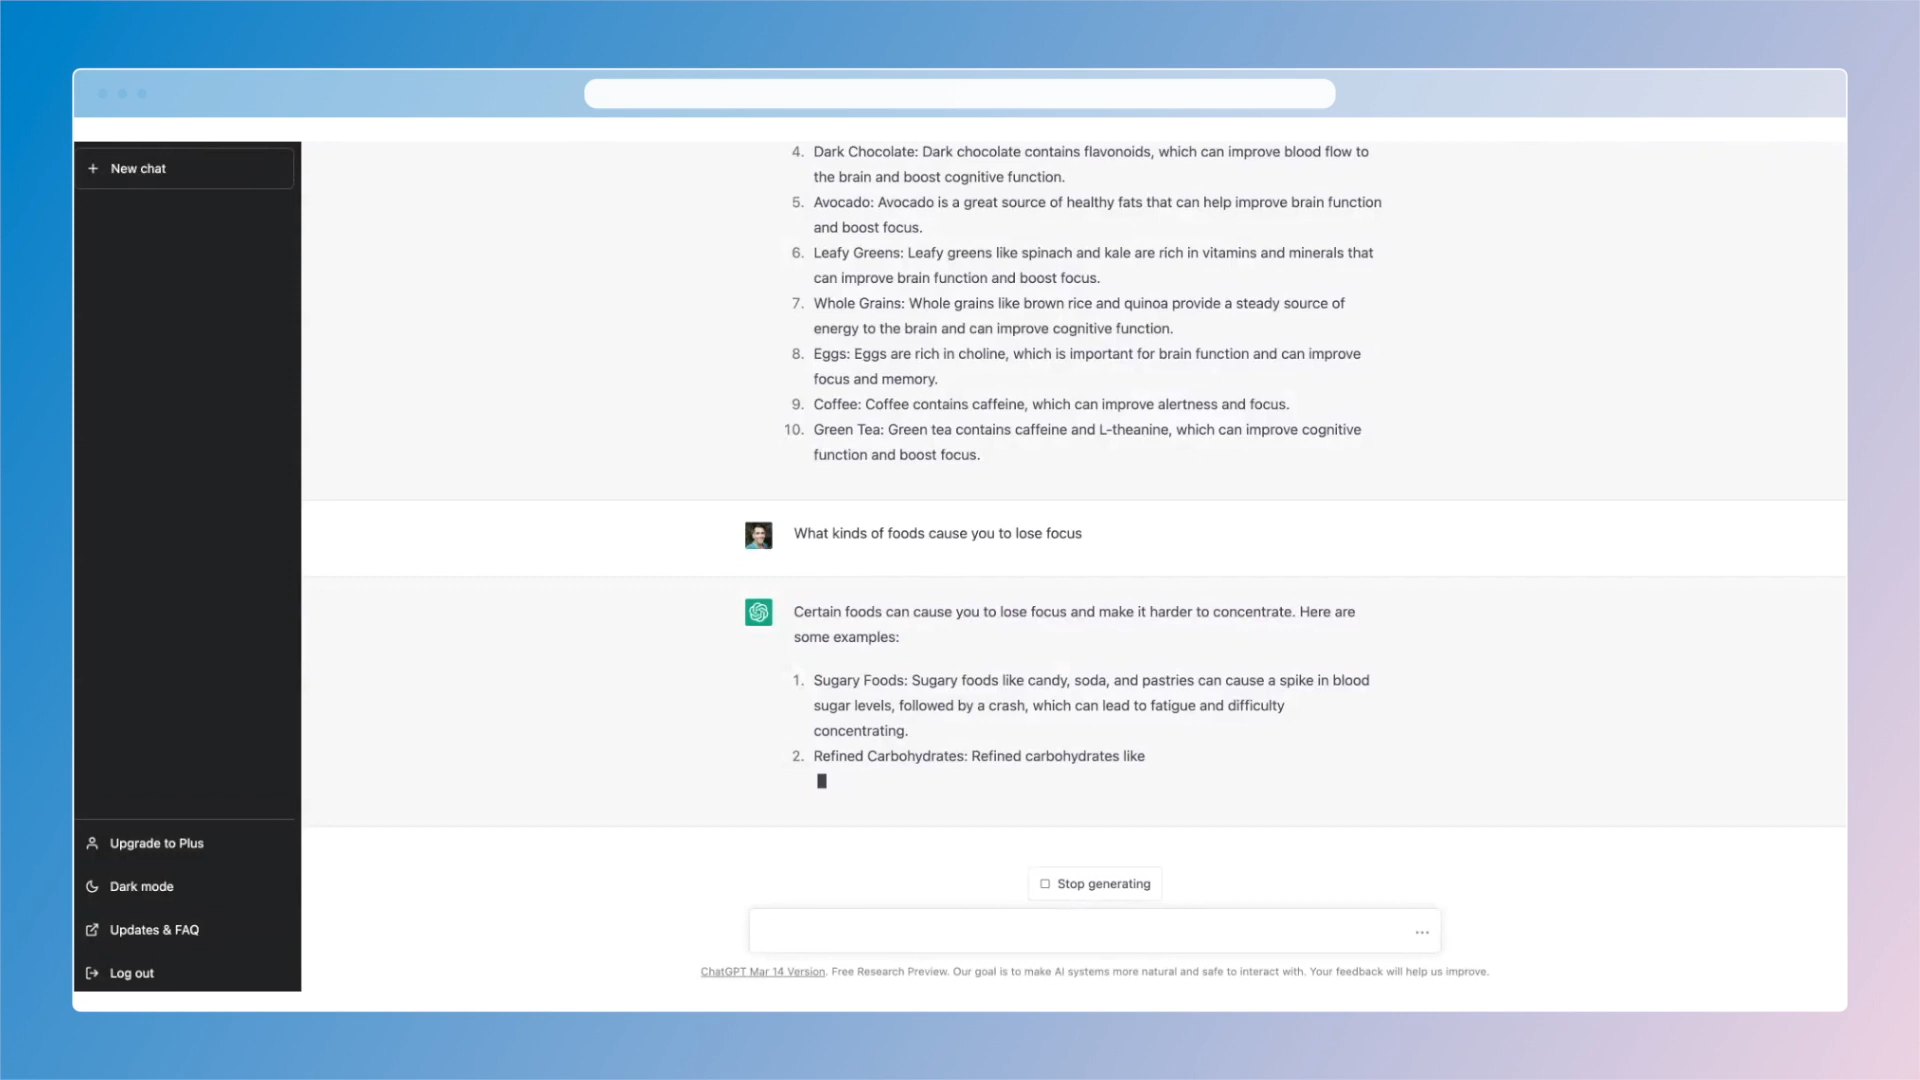 + New chat
4. Dark Chocolate: Dark chocolate contains flavonoids, which can improve blood flow to
the brain and boost cognitive function.
5. Avocado: Avocado is a great source of healthy fats that can help improve brain function
and boost focus.
6. Leafy Greens: Leafy greens like spinach and kale are rich in vitamins and minerals that
can improve brain function and boost focus.
7. Whole Grains: Whole grains like brown rice and quinoa provide a steady source of
energy to the brain and can improve cognitive function.
8. Eggs: Eggs are rich in choline, which is important for brain function and can improve
focus and memory.
9. Coffee: Coffee contains caffeine, which can improve alertness and focus.
10. Green Tea: Green tea contains caffeine and L-theanine, which can improve cognitive
function and boost focus.
What kinds of foods cause you to lose focus
Certain foods can cause you to lose focus and make it harder to concentrate. Here are
some examples:
1. Sugary Foods: Sugary foods like candy, soda, and pastries can cause a spike in blood
sugar levels, followed by a crash, which can lead to fatigue and difficulty
concentrating.
2. Refined Carbohydrates: Refined carbohydrates like
Upgrade to Plus
Dark mode
Updates & FAQ
Log out
Stop generating
ChatGPT Mar 14 Version. Free Research Preview. Our goal is to make AI systems more natural and safe to interact with. Your feedback will help us improve.